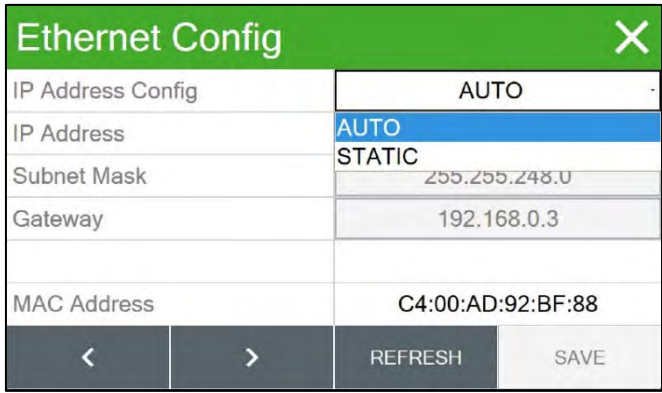 Ethernet Config
IP Address Config AUTO
IP Address AUTO
STATIC
Subnet Mask 255.255.248.0
Gateway 192.168.0.3
MAC Address C4:00:AD:92:BF:88
< > REFRESH SAVE